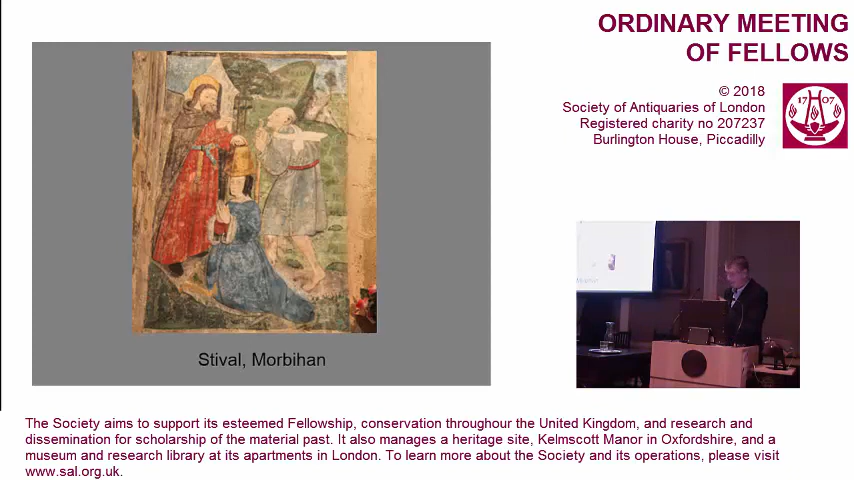 ORDINARY MEETING
OF FELLOWS
© 2018
Society of Antiquaries of London
Registered charity no 207237
Burlington House, Piccadilly
17 07
Stival, Morbihan
The Society aims to support its esteemed Fellowship, conservation throughour the United Kingdom, and research and
dissemination for scholarship of the material past. It also manages a heritage site, Kelmscott Manor in Oxfordshire, and a
museum and research library at its apartments in London. To learn more about the Society and its operations, please visit
www.sal.org.uk.